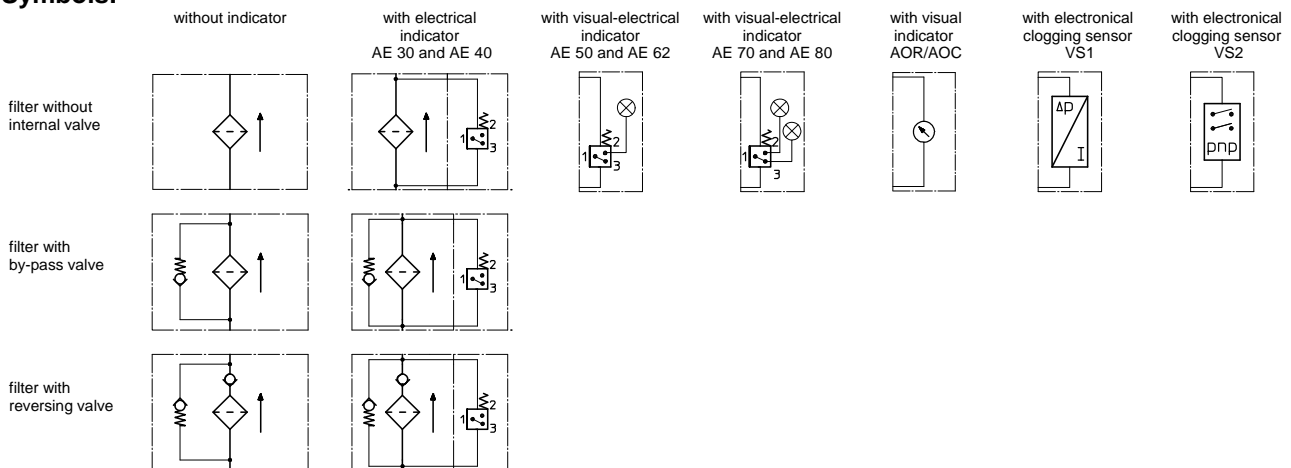 Symbols:
without indicator
with electrical
indicator
AE 30 and AE 40
with visual-electrical
indicator
AE 50 and AE 62
with visual-electrical
indicator
AE 70 and AE 80
with visual
indicator
AOR/AOC
with electronical
clogging sensor
VS1
with electronical
clogging sensor
VS2
filter without
internal valve
1 2 3
1 2 3
1 2 3
Δp
I
pnp
filter with
by-pass valve
1 2 3
filter with
reversing valve
1 2 3